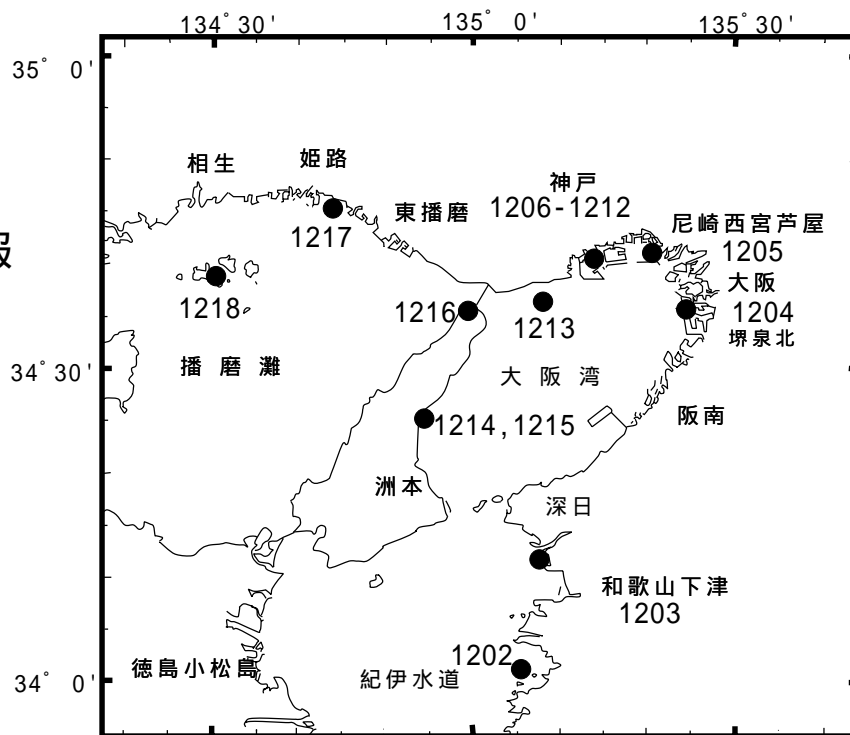 134°30' 135°0' 135°30'
35°0'
相生
姫路
神戸
1206-1212
東播磨
尼崎西宮芦屋
1205
1217
報
大阪
1204
1218
1216
1213
堺泉北
34°30'
播磨灘
大阪湾
阪南
1214,1215
洲本
深日
和歌山下津
1203
1202
徳島小松島
紀伊水道
34°0'